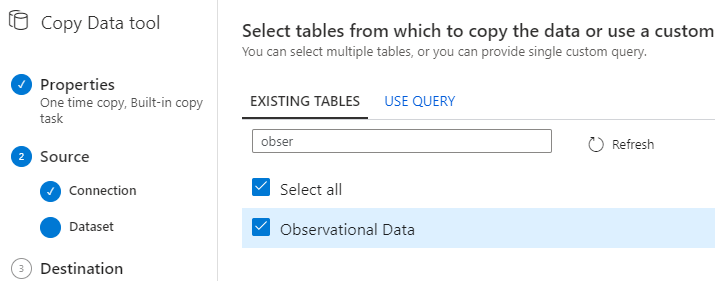 Copy Data tool
Properties
One time copy, Built-in copy
task
2
Source
Connection
Dataset
3
Destination
Select tables from which to copy the data or use a custom
You can select multiple tables, or you can provide single custom query.
EXISTING TABLES
USE QUERY
obser
Refresh
Select all
Observational Data